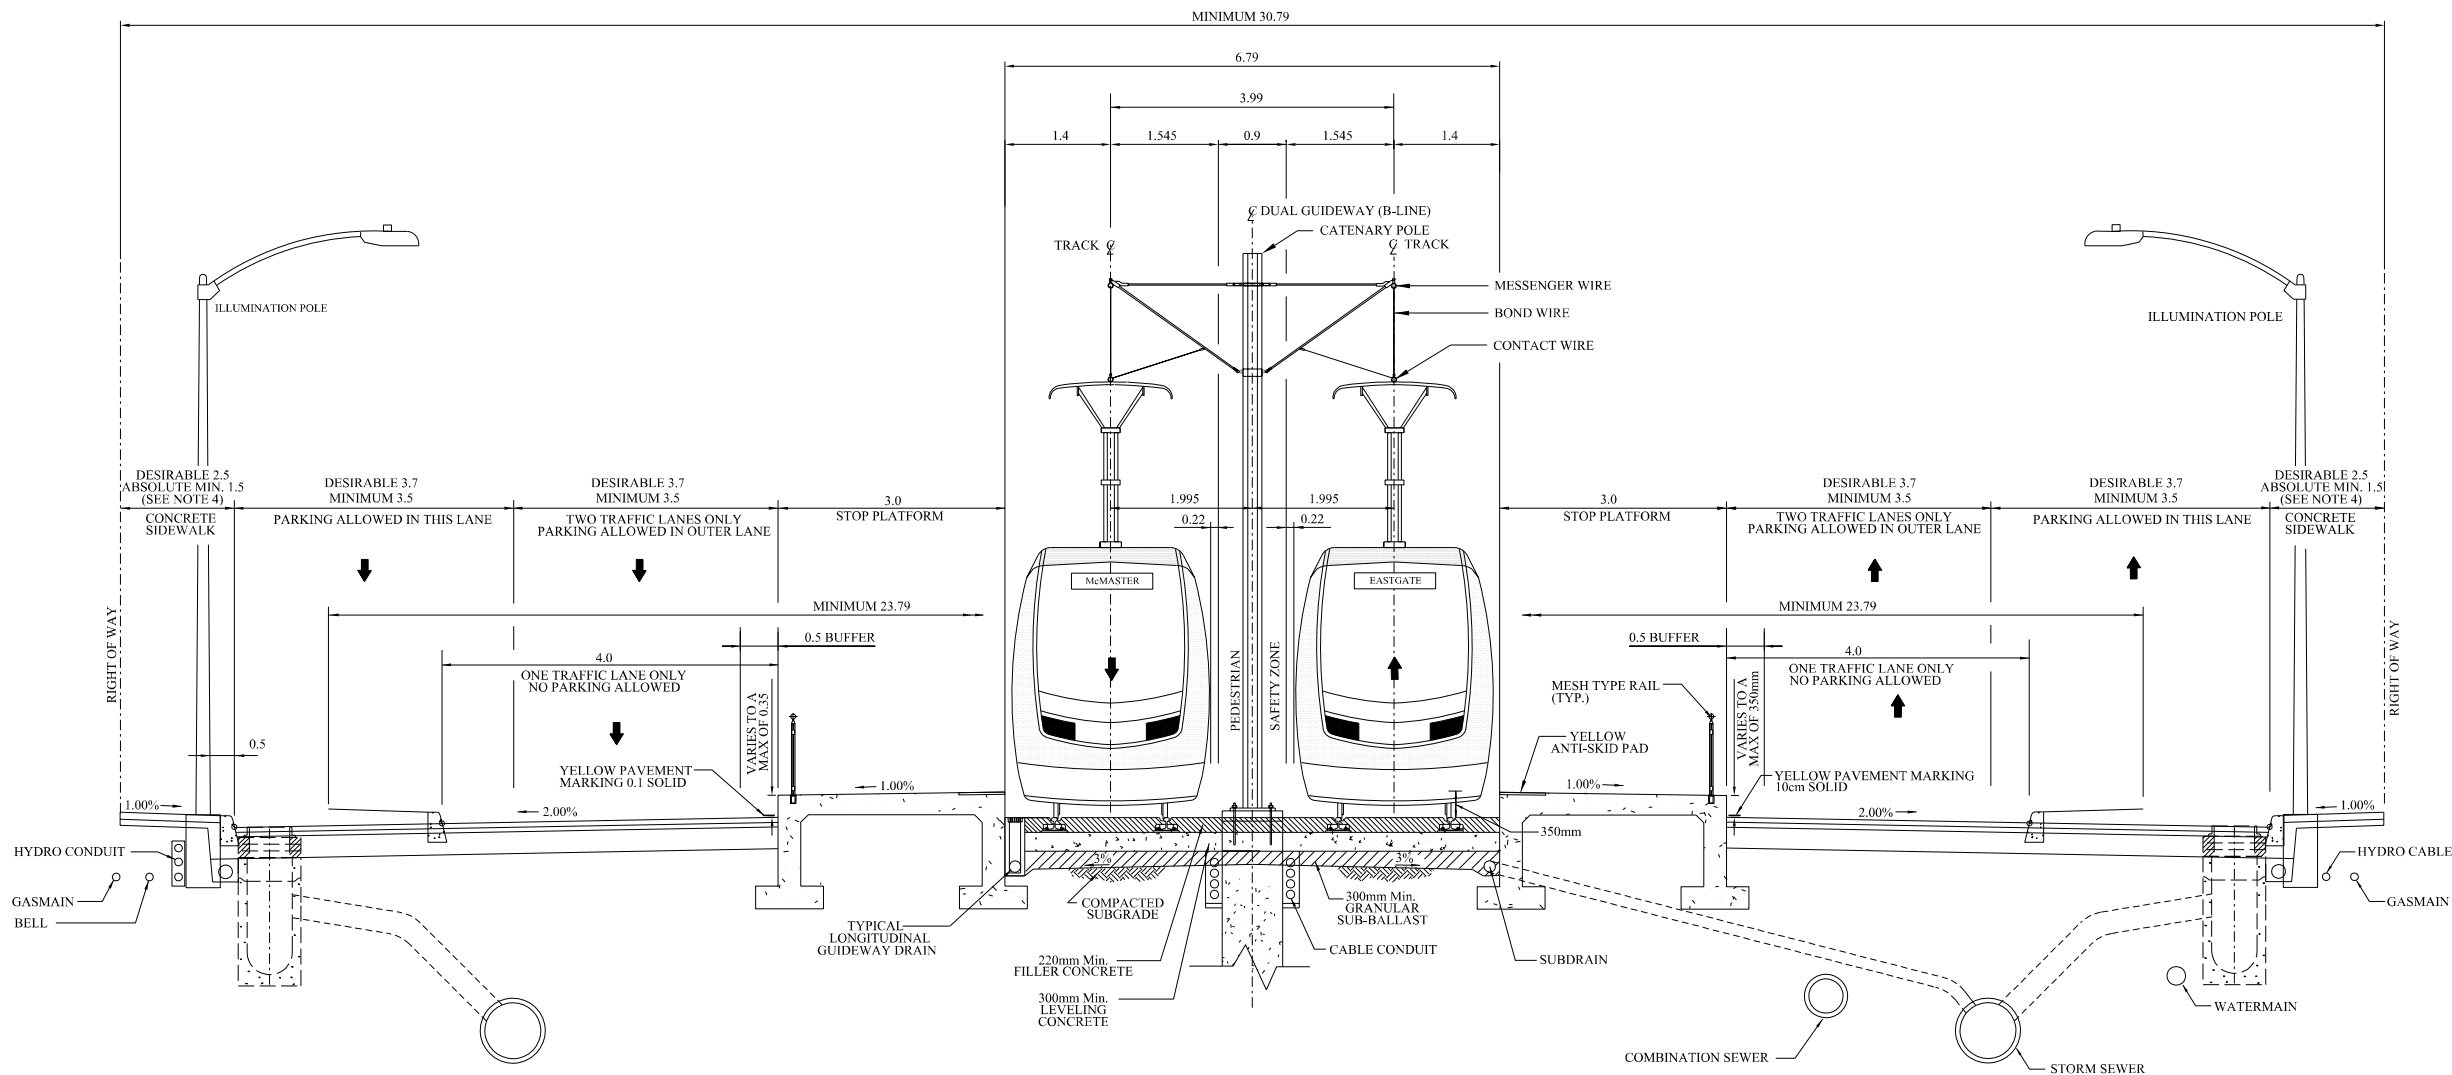 MINIMUM 30.79
6.79
3.99
1.4
1.545
0.9
1.545
1.4
℄ DUAL GUIDEWAY (B-LINE)
CATENARY POLE
TRACK ℄
℄ TRACK
MESSENGER WIRE
BOND WIRE
CONTACT WIRE
ILLUMINATION POLE
ILLUMINATION POLE
DESIRABLE 2.5
ABSOLUTE MIN. 1.5
(SEE NOTE 4)
CONCRETE
SIDEWALK
DESIRABLE 3.7
MINIMUM 3.5
PARKING ALLOWED IN THIS LANE
DESIRABLE 3.7
MINIMUM 3.5
TWO TRAFFIC LANES ONLY
PARKING ALLOWED IN OUTER LANE
3.0
STOP PLATFORM
1.995
1.995
0.22
0.22
3.0
STOP PLATFORM
DESIRABLE 3.7
MINIMUM 3.5
TWO TRAFFIC LANES ONLY
PARKING ALLOWED IN OUTER LANE
DESIRABLE 3.7
MINIMUM 3.5
PARKING ALLOWED IN THIS LANE
DESIRABLE 2.5
ABSOLUTE MIN. 1.5
(SEE NOTE 4)
CONCRETE
SIDEWALK
McMASTER
EASTGATE
MINIMUM 23.79
MINIMUM 23.79
0.5 BUFFER
0.5 BUFFER
RIGHT OF WAY
4.0
ONE TRAFFIC LANE ONLY
NO PARKING ALLOWED
PEDESTRIAN
SAFETY ZONE
4.0
ONE TRAFFIC LANE ONLY
NO PARKING ALLOWED
RIGHT OF WAY
MESH TYPE RAIL
(TYP.)
VARIES TO A
MAX OF 0.35
VARIES TO A
MAX OF 350mm
0.5
YELLOW
ANTI-SKID PAD
YELLOW PAVEMENT
MARKING 0.1 SOLID
YELLOW PAVEMENT MARKING
10cm SOLID
1.00%
1.00%
2.00%
1.00%
2.00%
1.00%
350mm
HYDRO CONDUIT
3%
3%
HYDRO CABLE
GASMAIN
BELL
GASMAIN
COMPACTED
SUBGRADE
300mm Min.
GRANULAR
SUB-BALLAST
TYPICAL
LONGITUDINAL
GUIDEWAY DRAIN
CABLE CONDUIT
220mm Min.
FILLER CONCRETE
SUBDRAIN
300mm Min.
LEVELING
CONCRETE
WATERMAIN
COMBINATION SEWER
STORM SEWER